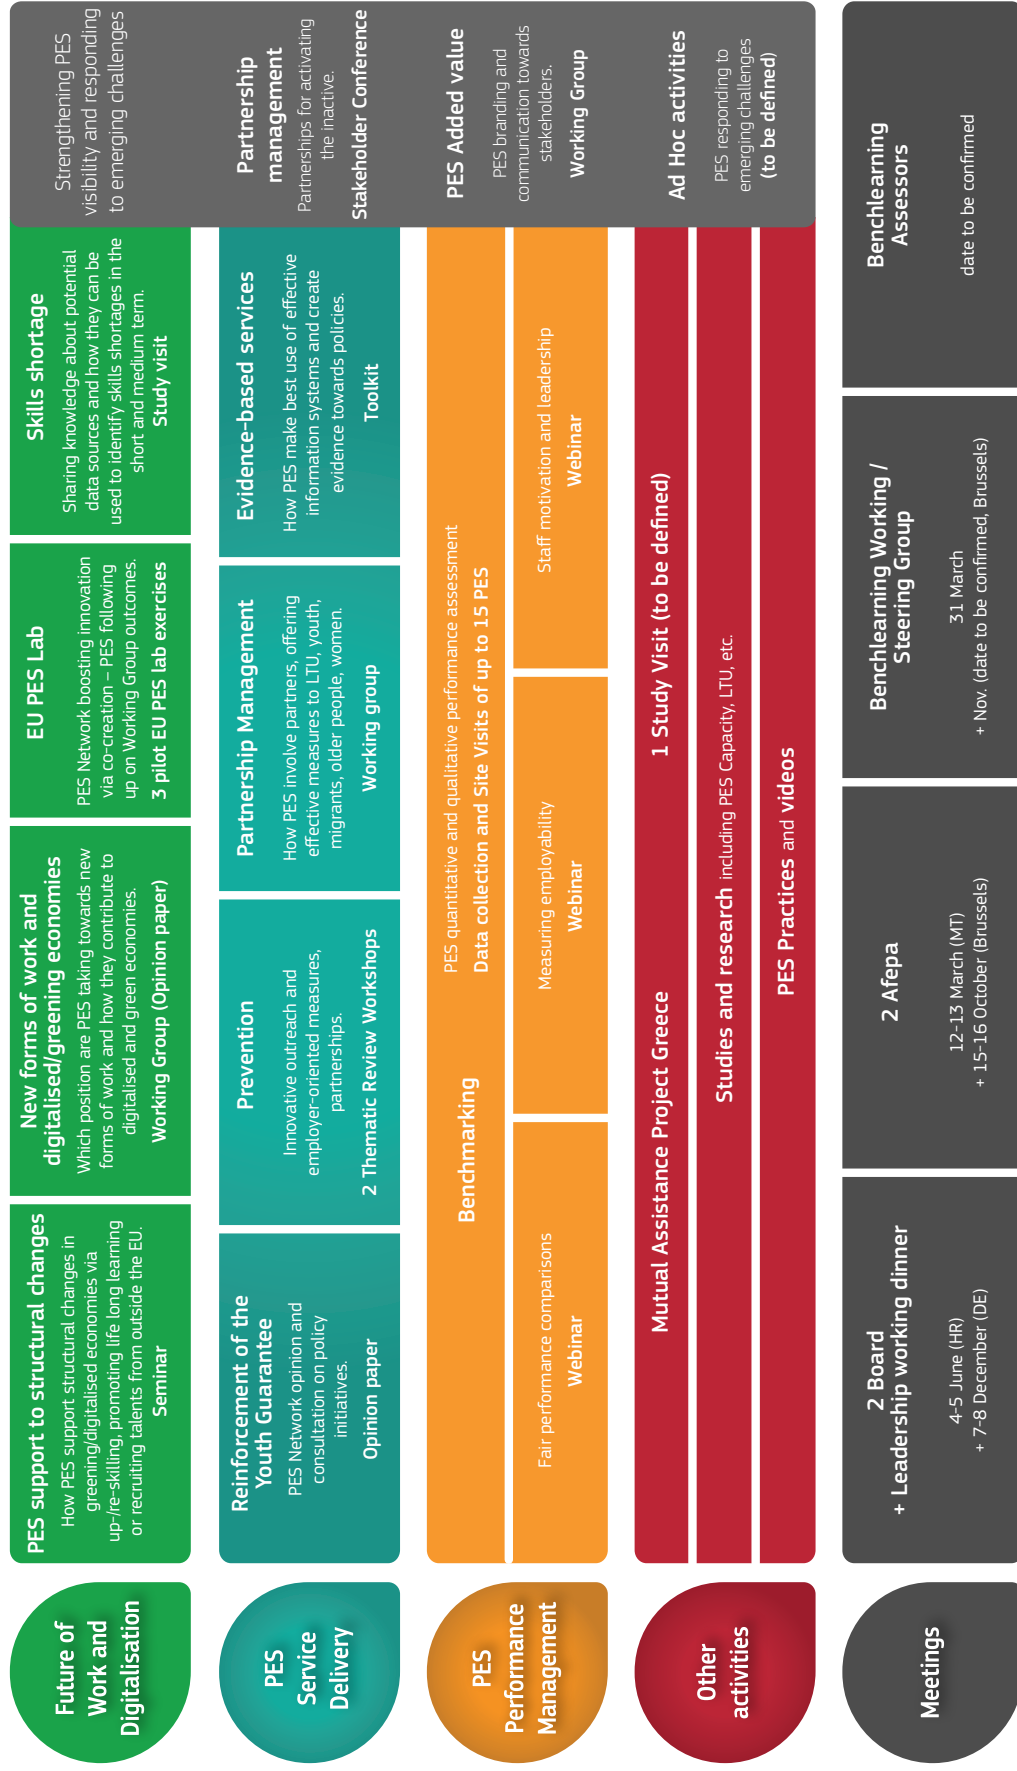 Future of
Work and
Digitalisation
PES support to structural changes
How PES support structural changes in
greening/digitalised economies via
up-/re-skilling, promoting life long learning
or recruiting talents from outside the EU.
Seminar
New forms of work and
digitalised/greening economies
Which position are PES taking towards new
forms of work and how they contribute to
digitalised and green economies.
Working Group (Opinion paper)
EU PES Lab
PES Network boosting innovation
via co-creation – PES following
up on Working Group outcomes.
3 pilot EU PES lab exercises
Skills shortage
Sharing knowledge about potential
data sources and how they can be
used to identify skills shortages in the
short and medium term.
Study visit
Strengthening PES
visibility and responding
to emerging challenges
PES
Service
Delivery
Reinforcement of the
Youth Guarantee
PES Network opinion and
consultation on policy
initiatives.
Opinion paper
Prevention
Innovative outreach and
employer-oriented measures,
partnerships.
2 Thematic Review Workshops
Partnership Management
How PES involve partners, offering
effective measures to LTU, youth,
migrants, older people, women.
Working group
Evidence-based services
How PES make best use of effective
information systems and create
evidence towards policies.
Toolkit
Partnership
management
Partnerships for activating
the inactive.
Stakeholder Conference
PES
Performance
Management
Benchmarking
PES quantitative and qualitative performance assessment
Data collection and Site Visits of up to 15 PES
Fair performance comparisons
Webinar
Measuring employability
Webinar
Staff motivation and leadership
Webinar
PES Added value
PES branding and
communication towards
stakeholders.
Working Group
Other
activities
Mutual Assistance Project Greece
1 Study Visit (to be defined)
Studies and research including PES Capacity, LTU, etc.
PES Practices and videos
Ad Hoc activities
PES responding to
emerging challenges
(to be defined)
Meetings
2 Board
+ Leadership working dinner
4-5 June (HR)
+ 7-8 December (DE)
2 Afepa
12-13 March (MT)
+ 15-16 October (Brussels)
Benchlearning Working /
Steering Group
31 March
+ Nov. (date to be confirmed, Brussels)
Benchlearning
Assessors
date to be confirmed